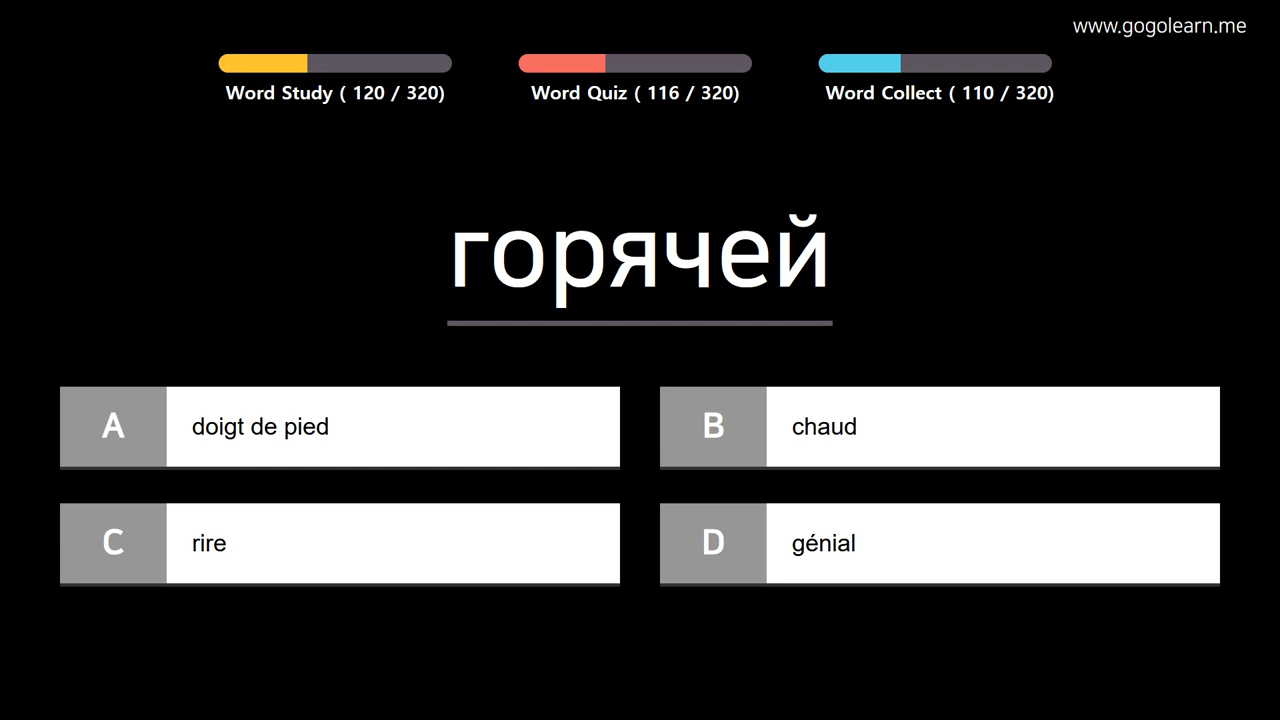 www.gogolearn.me
Word Study ( 120 / 320)
Word Quiz ( 116 / 320)
Word Collect ( 110 / 320)
горячей
A doigt de pied
B chaud
C rire
D génial